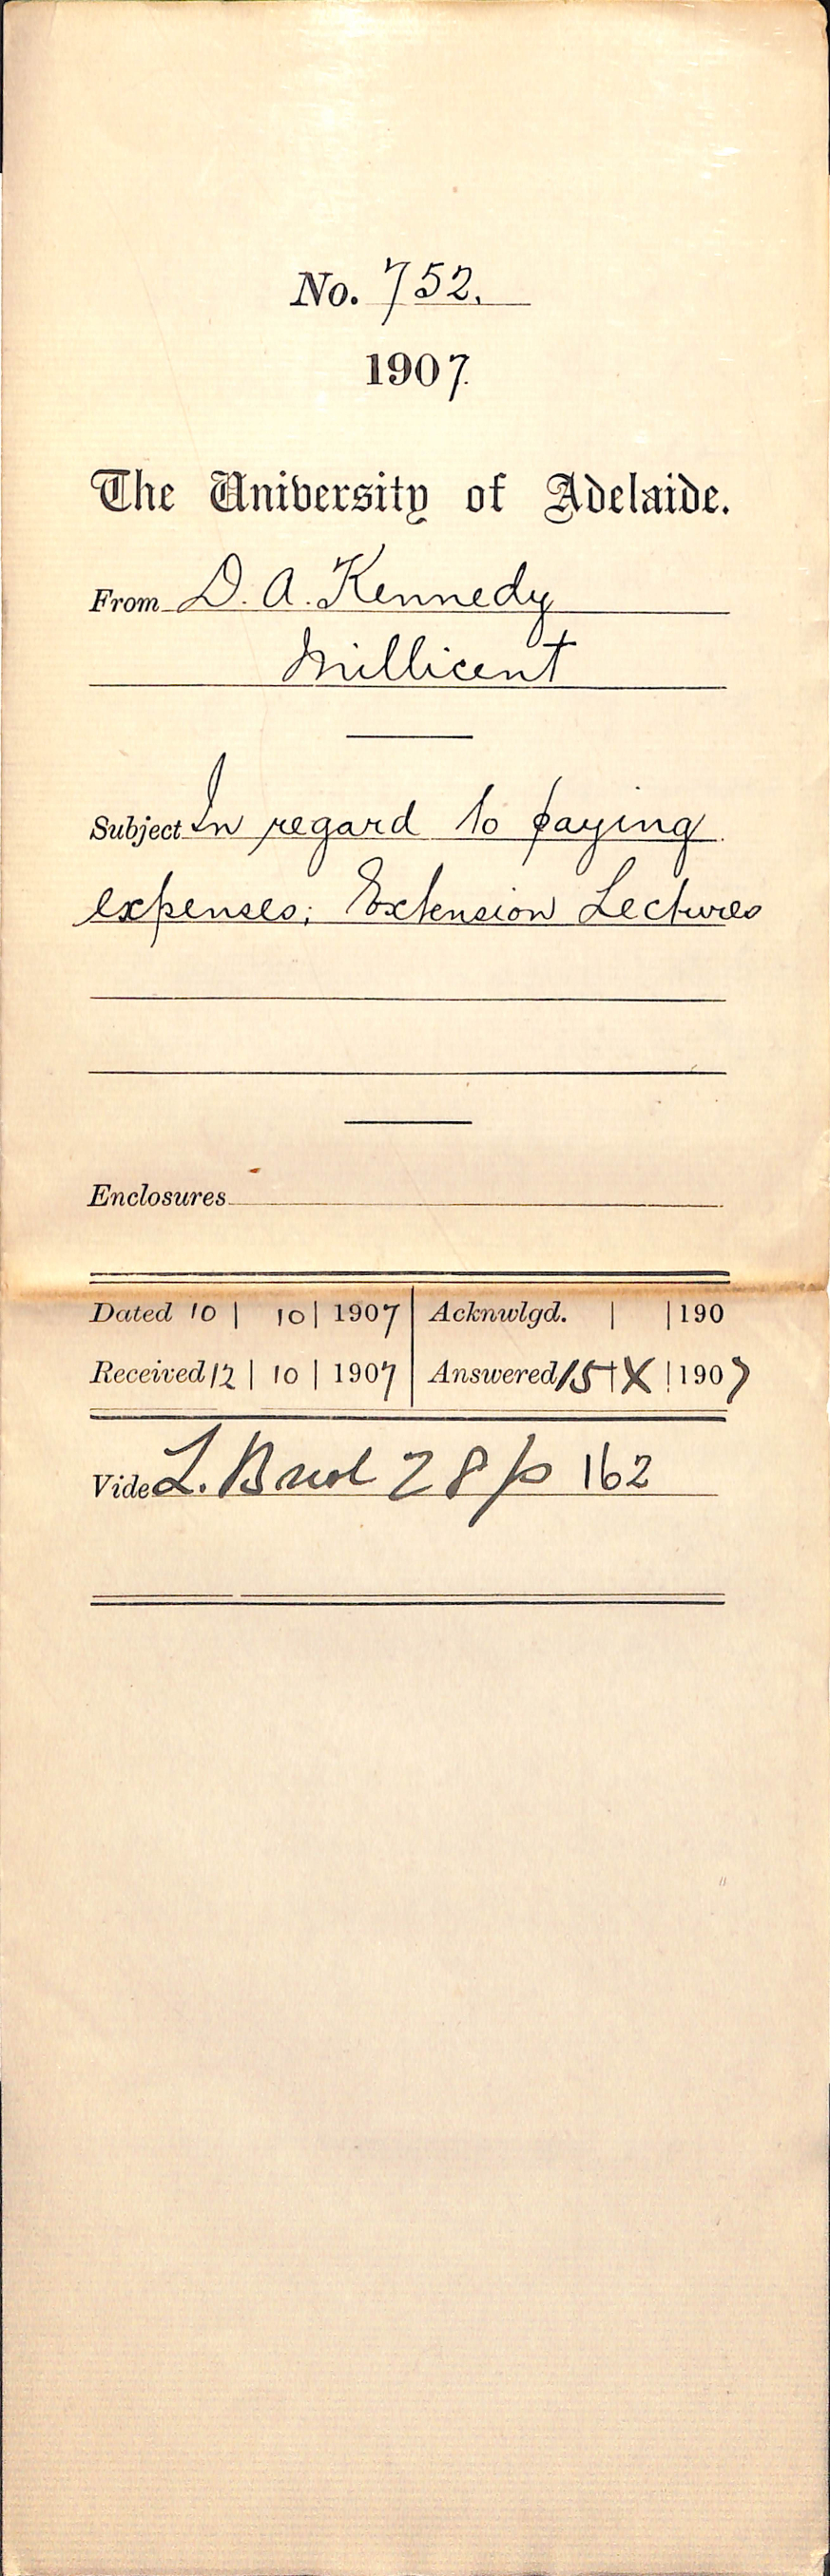 No. 752.
1907.
The University of Adelaide.
From D. A. Kennedy
Millicent
Subject In regard to paying
expenses; Extension Lectures
Enclosures
Dated 10 | 10 | 1907 Acknwlgd. | | 190
Received 12 | 10 | 1907 Answered 15 | X | 1907
Vide L. 28 p 162